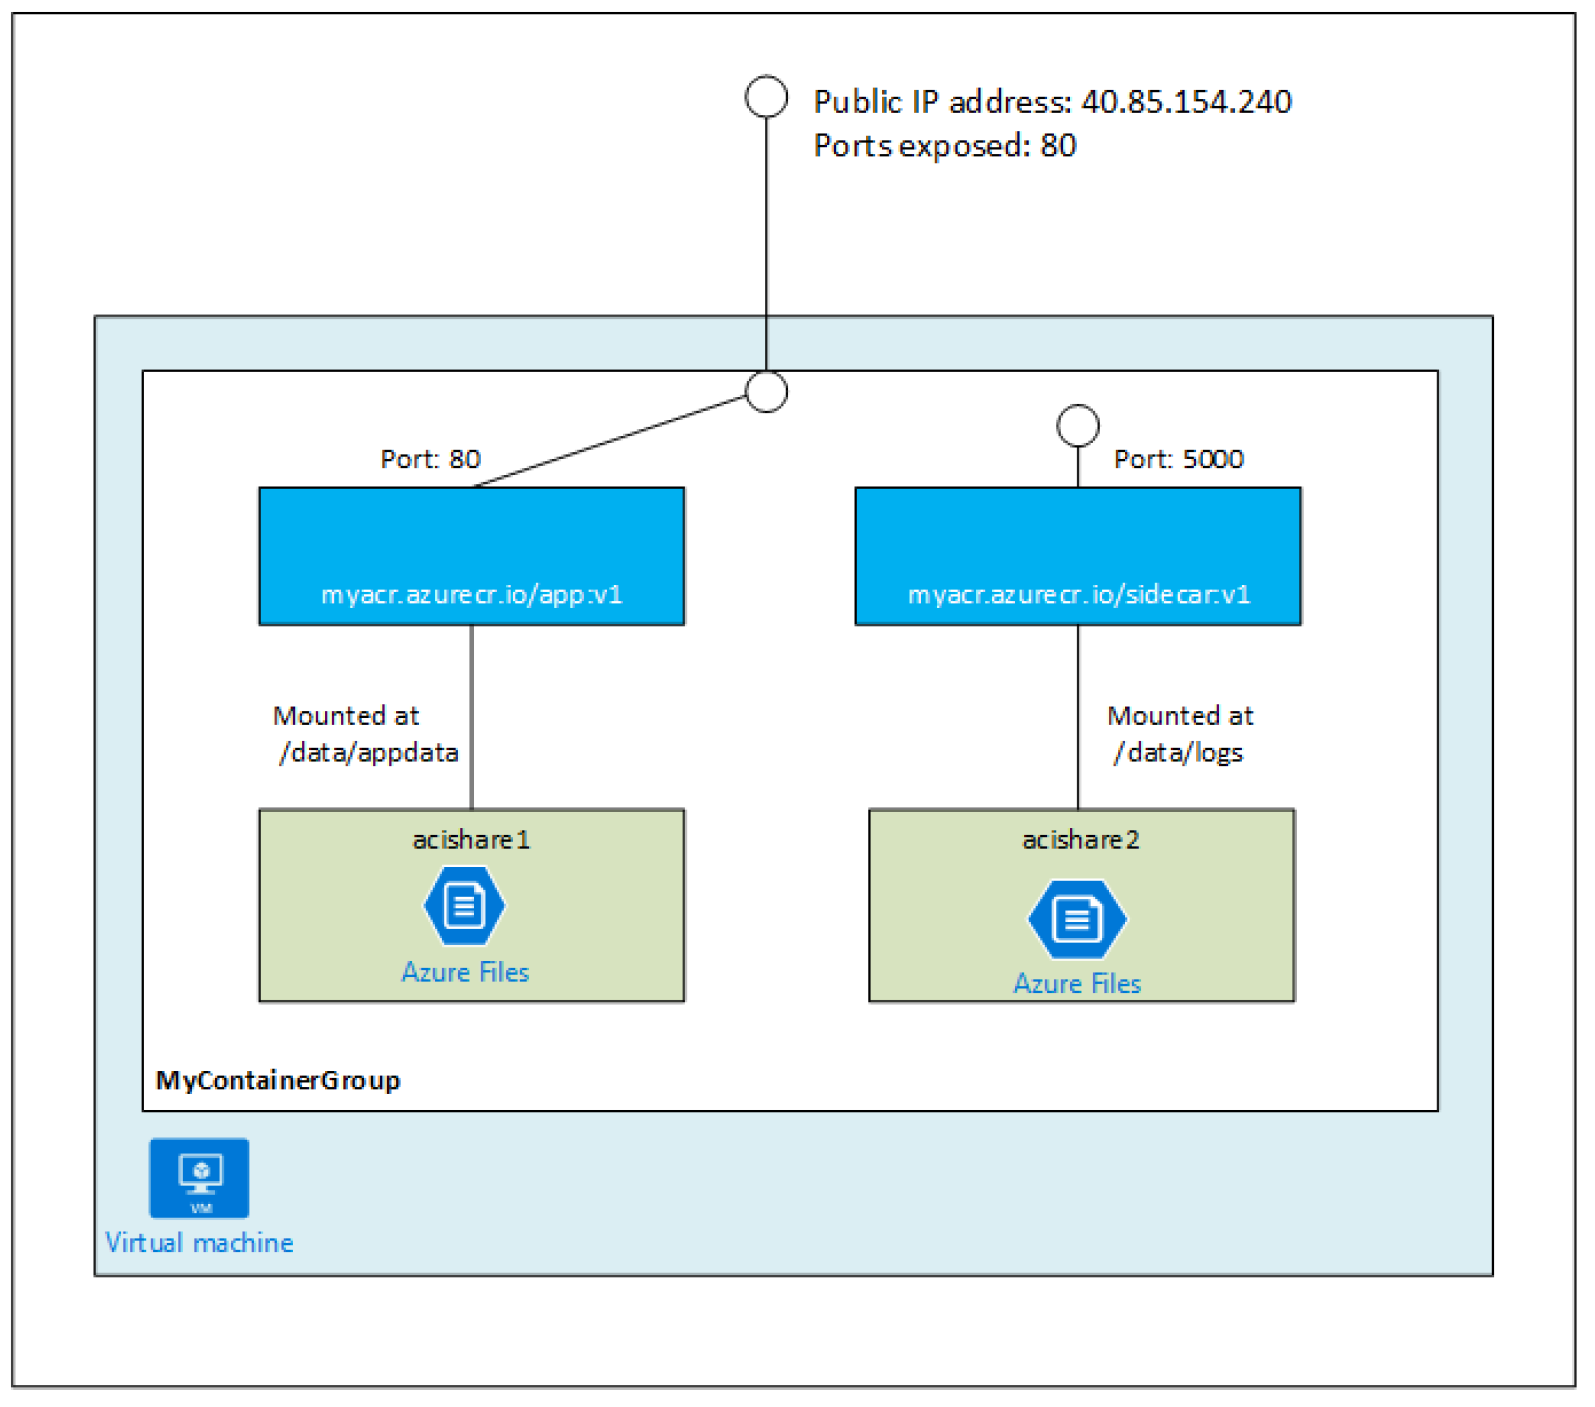 Public IP address: 40.85.154.240
Ports exposed: 80
Port: 80
Port: 5000
myacr.azurecr.io/app:v1
myacr.azurecr.io/sidecar:v1
Mounted at
/data/appdata
Mounted at
/data/logs
acishare1
Azure Files
acishare2
Azure Files
MyContainerGroup
VM
Virtual machine